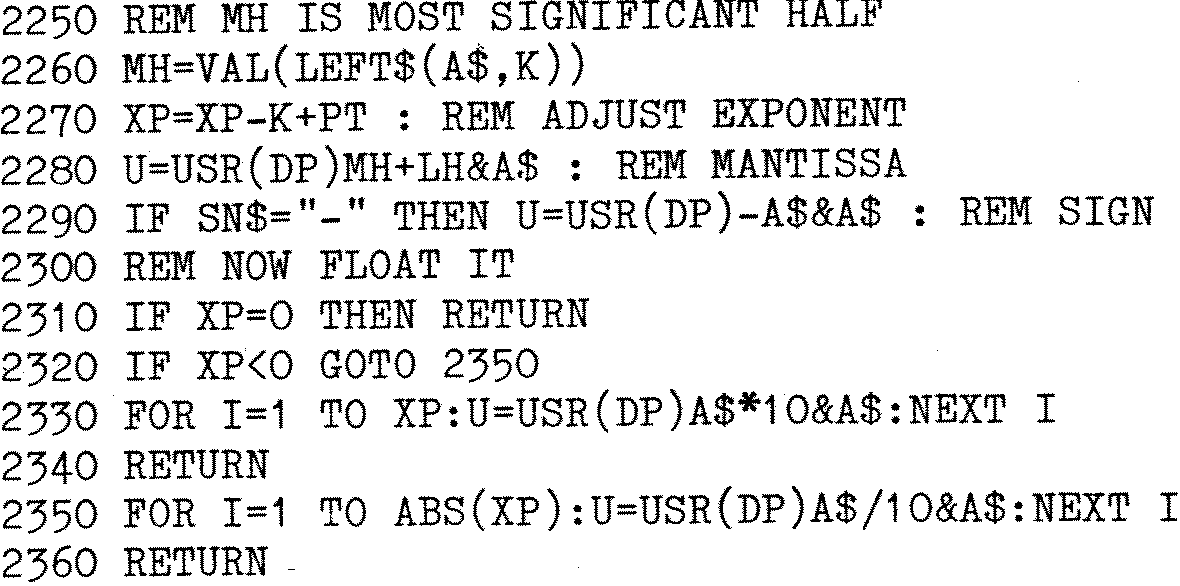 2250 REM MH IS MOST SIGNIFICANT HALF
2260 MH=VAL(LEFT$(A$,K))
2270 XP=XP-K+PT : REM ADJUST EXPONENT
2280 U=USR(DP)MH+LH&A$ : REM MANTISSA
2290 IF SN$="-" THEN U=USR(DP)-A$&A$ : REM SIGN
2300 REM NOW FLOAT IT
2310 IF XP=0 THEN RETURN
2320 IF XP<0 GOTO 2350
2330 FOR I=1 TO XP:U=USR(DP)A$*10&A$:NEXT I
2340 RETURN
2350 FOR I=1 TO ABS(XP):U=USR(DP)A$/10&A$:NEXT I
2360 RETURN